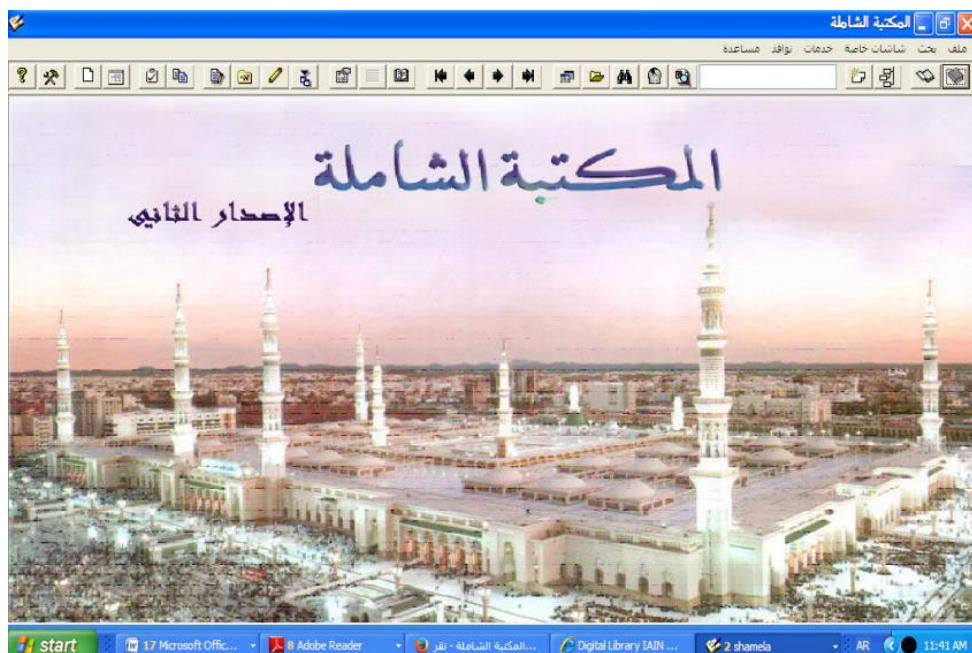 المكتبة الشاملة
ملف بحث شاشات خاصة خدمات نوافذ مساعدة
المكتبة الشاملة
الإصدار الثاني
start
17 Microsoft Offic...
8 Adobe Reader
المكتبة الشاملة - تقر...
Digital Library IAIN ...
2 shamela
AR
11:41 AM